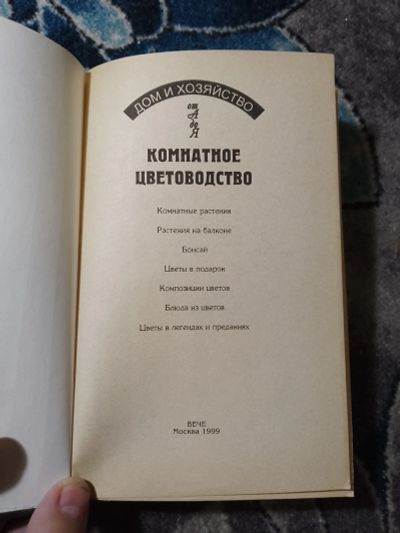 ДОМ И ХОЗЯЙСТВО
от
А
до
Я
КОМНАТНОЕ
ЦВЕТОВОДСТВО
Комнатные растения
Растения на балконе
Бонсай
Цветы в подарок
Композиции цветов
Блюда из цветов
Цветы в легендах и преданиях
ВЕЧЕ
Москва 1999